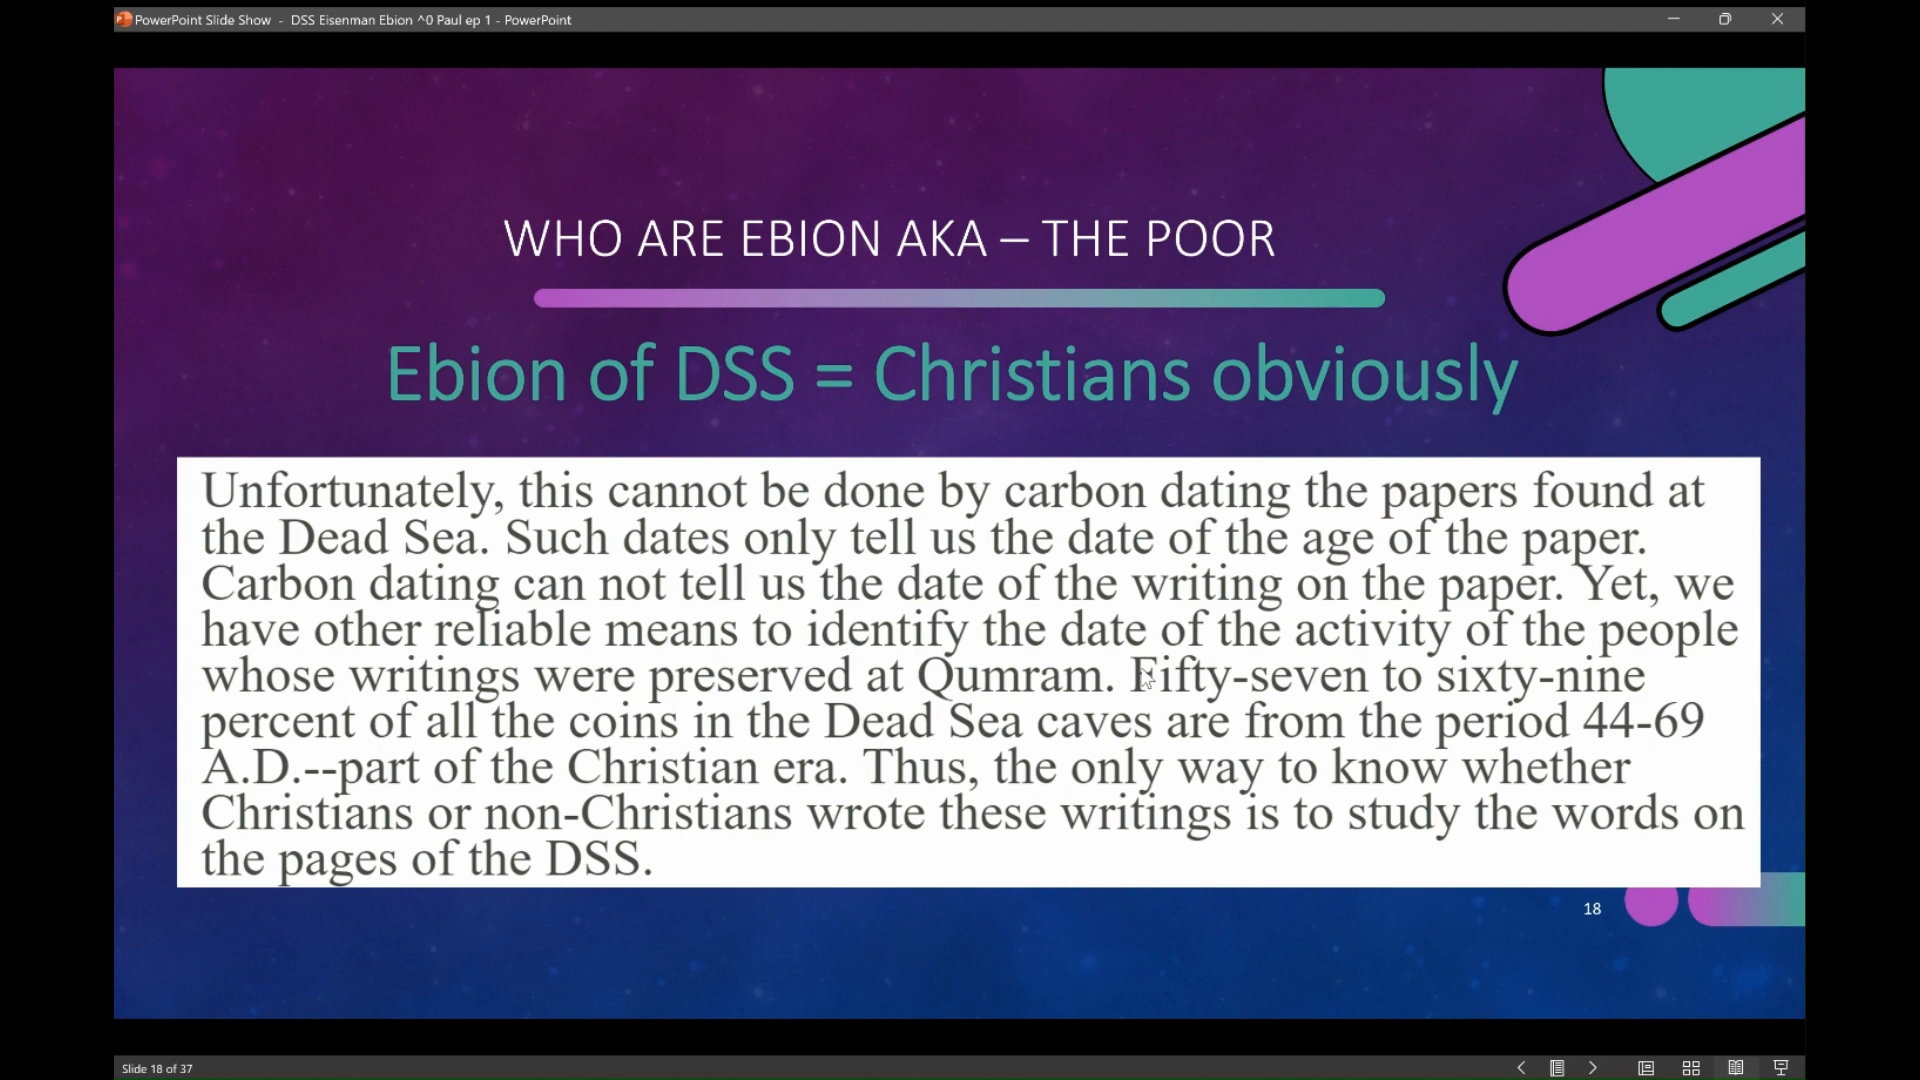 PowerPoint Slide Show - DSS Eisenman Ebion ^0 Paul ep 1 - PowerPoint
WHO ARE EBION AKA – THE POOR
Ebion of DSS = Christians obviously
Unfortunately, this cannot be done by carbon dating the papers found at
the Dead Sea. Such dates only tell us the date of the age of the paper.
Carbon dating can not tell us the date of the writing on the paper. Yet, we
have other reliable means to identify the date of the activity of the people
whose writings were preserved at Qumram. Fifty-seven to sixty-nine
percent of all the coins in the Dead Sea caves are from the period 44-69
A.D.--part of the Christian era. Thus, the only way to know whether
Christians or non-Christians wrote these writings is to study the words on
the pages of the DSS.
18
Slide 18 of 37